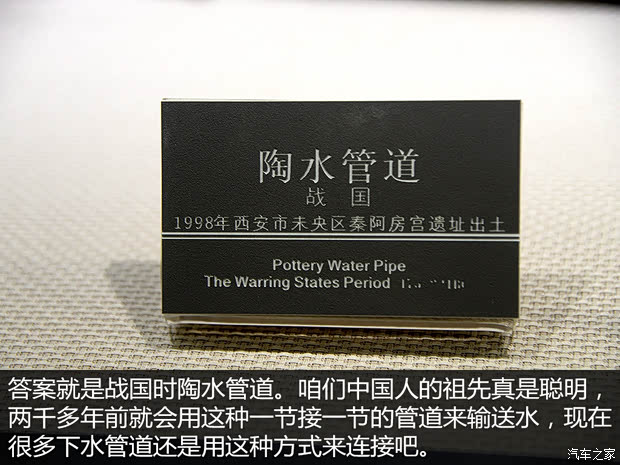 陶水管道
战 国
1998年西安市未央区秦阿房宫遗址出土
Pottery Water Pipe
The Warring States Period
答案就是战国时陶水管道。咱们中国人的祖先真是聪明，
两千多年前就会用这种一节接一节的管道来输送水，现在
很多下水管道还是用这种方式来连接吧。
汽车之家